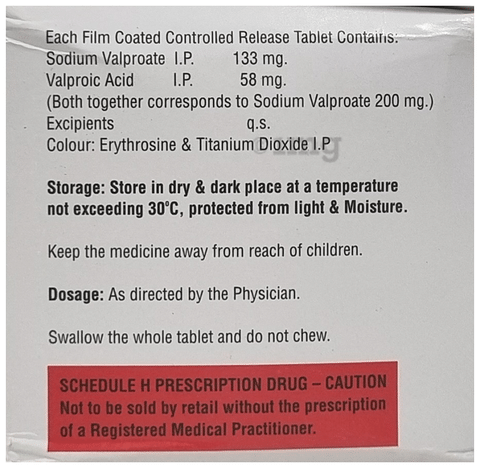 Each Film Coated Controlled Release Tablet Contains:
Sodium Valproate I.P. 133 mg.
Valproic Acid I.P. 58 mg.
(Both together corresponds to Sodium Valproate 200 mg.)
Excipients q.s.
Colour: Erythrosine & Titanium Dioxide I.P
Storage: Store in dry & dark place at a temperature
not exceeding 30°C, protected from light & Moisture.
Keep the medicine away from reach of children.
Dosage: As directed by the Physician.
Swallow the whole tablet and do not chew.
SCHEDULE H PRESCRIPTION DRUG – CAUTION
Not to be sold by retail without the prescription
of a Registered Medical Practitioner.